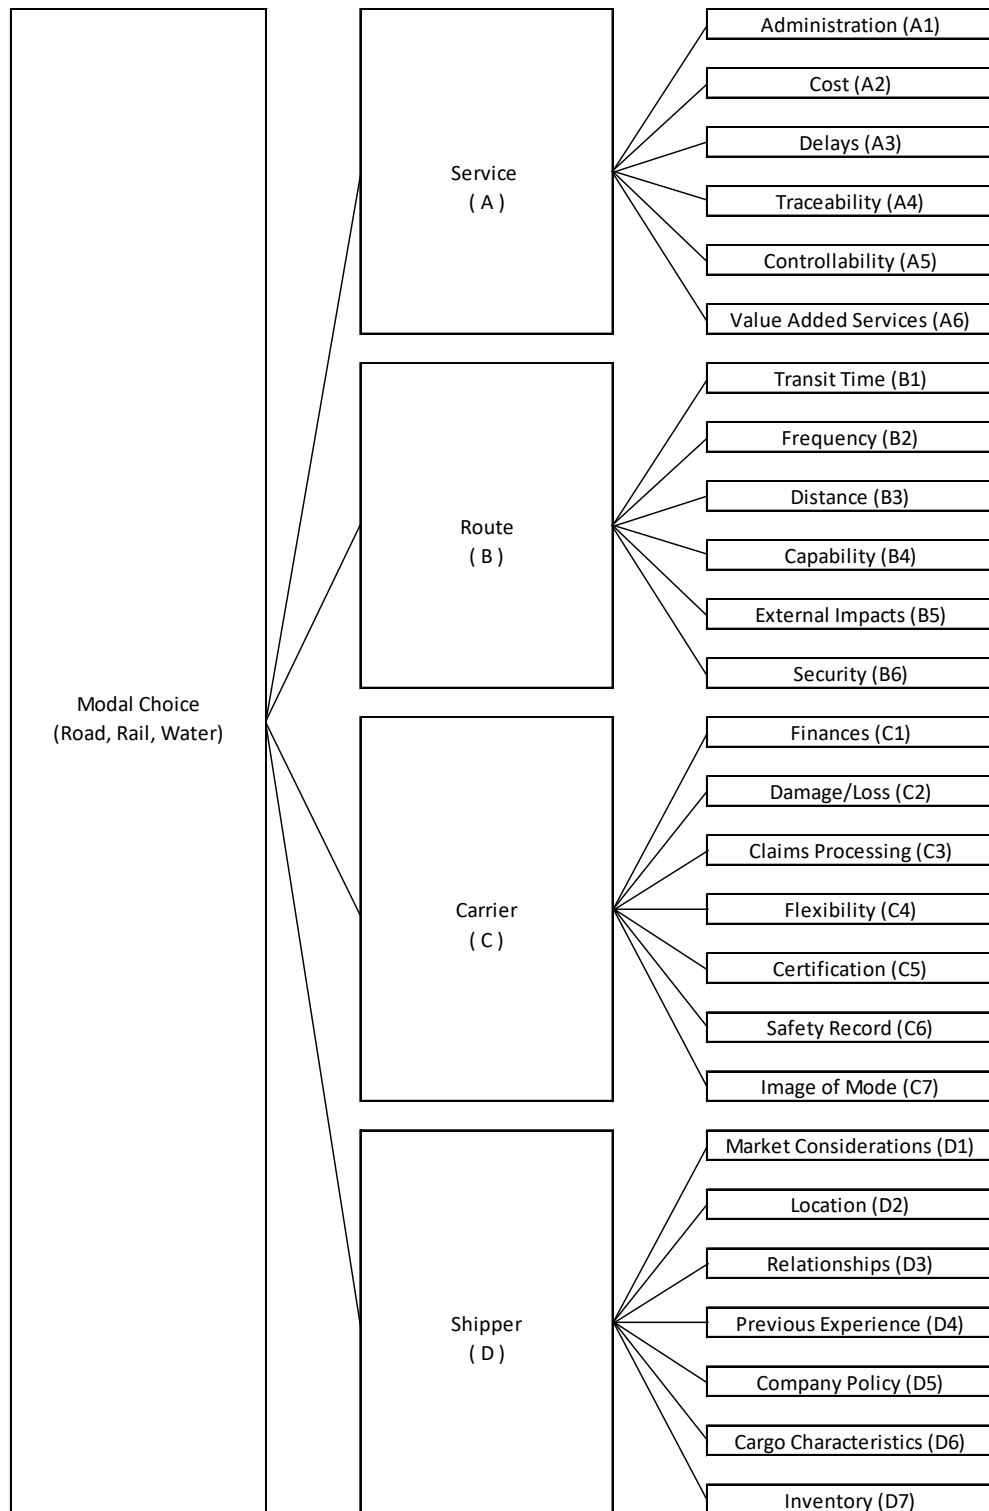 Modal Choice
(Road, Rail, Water)
Service
( A )
Administration (A1)
Cost (A2)
Delays (A3)
Traceability (A4)
Controllability (A5)
Value Added Services (A6)
Route
( B )
Transit Time (B1)
Frequency (B2)
Distance (B3)
Capability (B4)
External Impacts (B5)
Security (B6)
Carrier
( C )
Finances (C1)
Damage/Loss (C2)
Claims Processing (C3)
Flexibility (C4)
Certification (C5)
Safety Record (C6)
Image of Mode (C7)
Shipper
( D )
Market Considerations (D1)
Location (D2)
Relationships (D3)
Previous Experience (D4)
Company Policy (D5)
Cargo Characteristics (D6)
Inventory (D7)